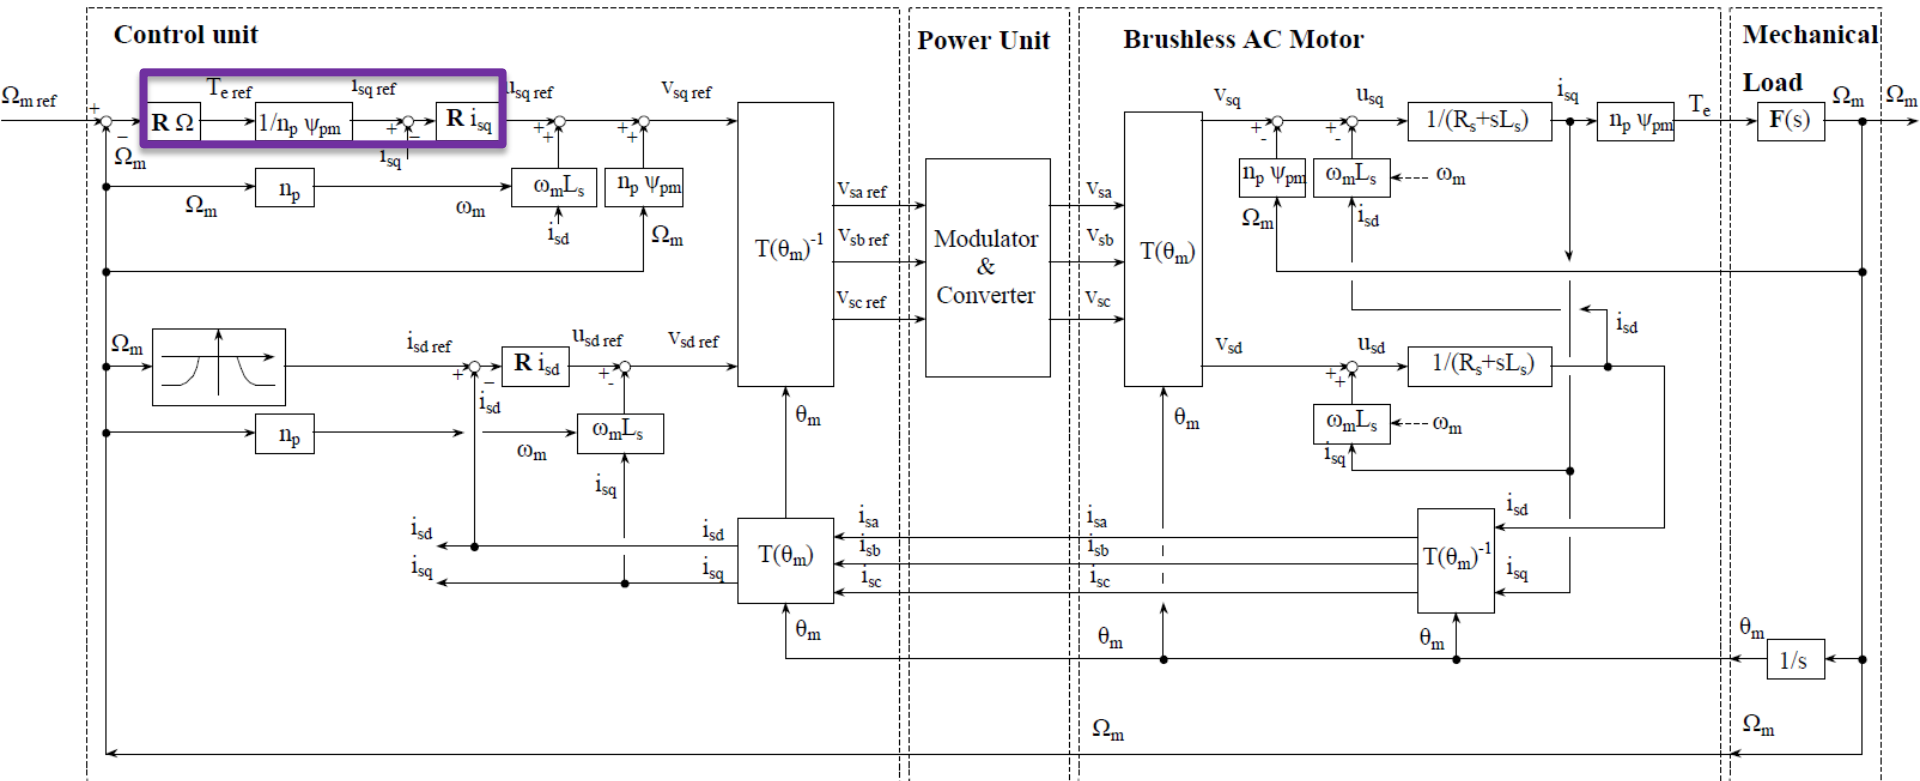 Control unit
Power Unit
Brushless AC Motor
Mechanical
Load
Ωm ref
+
−
Ωm
R Ω
Te ref
1/np ψpm
isq ref
+
−
isq
R isq
usq ref
+
+
vsq ref
+
+
Ωm
np
ωm
ωmLs
isd
np ψpm
Ωm
T(θm)-1
vsa ref
vsb ref
vsc ref
Modulator
&
Converter
vsa
vsb
vsc
T(θm)
vsq
+
-
usq
+
-
1/(Rs+sLs)
isq
np ψpm
Te
F(s)
Ωm
Ωm
np ψpm
Ωm
ωmLs
ωm
isd
isd
Ωm
isd ref
+
−
isd
R isd
usd ref
+
-
vsd ref
vsd
+
+
usd
1/(Rs+sLs)
np
ωm
ωmLs
isq
θm
θm
ωmLs
ωm
isq
isd
isq
isd
isq
T(θm)
isa
isb
isc
isa
isb
isc
T(θm)-1
isd
isq
θm
θm
θm
θm
1/s
Ωm
Ωm